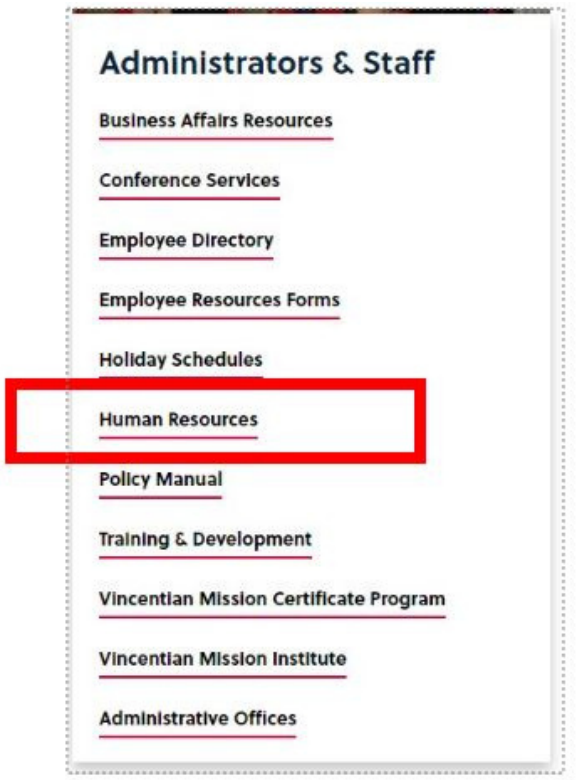 Administrators & Staff
Business Affairs Resources
Conference Services
Employee Directory
Employee Resources Forms
Holiday Schedules
Human Resources
Policy Manual
Training & Development
Vincentian Mission Certificate Program
Vincentian Mission Institute
Administrative Offices